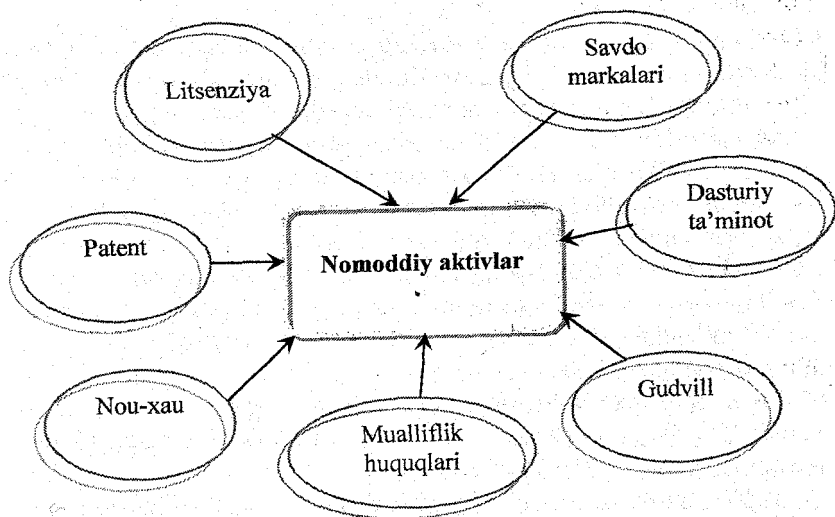 Savdo
markalari
Litsenziya
Dasturiy
ta’minot
Patent
Nomoddiy aktivlar
Gudvill
Nou-xau
Mualliflik
huquqlari